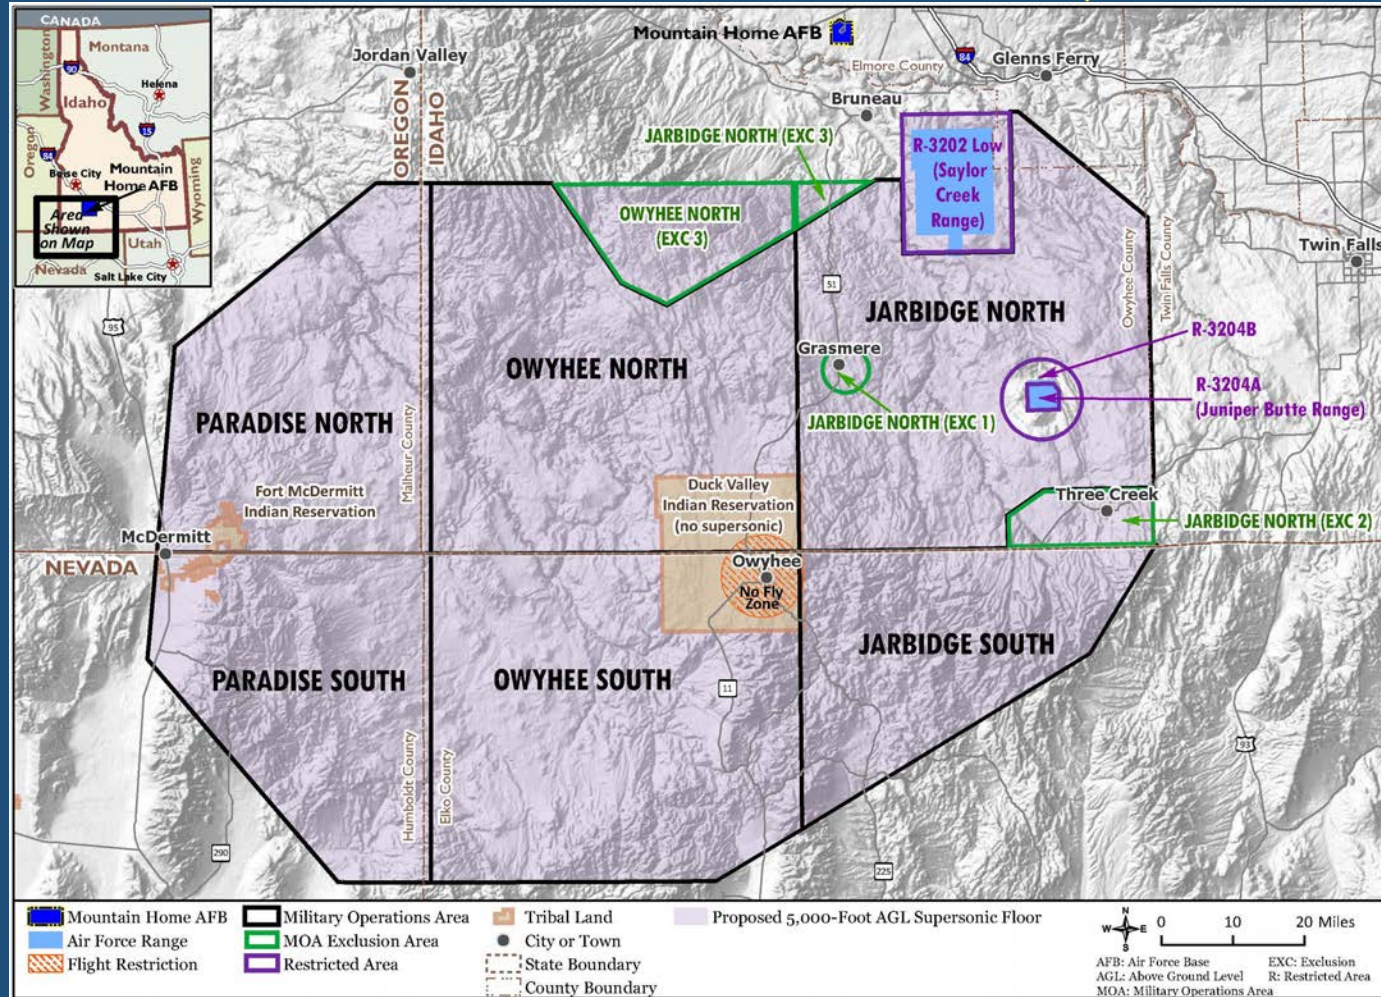 CANADA
Washington
Montana
90
Helena
Idaho
15
Oregon
84
Boise City
Mountain
Home AFB
Wyoming
Area
Shown
on Map
Utah
Nevada
Salt Lake City
Mountain Home AFB
Jordan Valley
84
Glenns Ferry
Elmore County
Bruneau
OREGON
IDAHO
JARBIDGE NORTH (EXC 3)
R-3202 Low
(Saylor
Creek
Range)
OWYHEE NORTH
(EXC 3)
Owyhee County
Twin Falls County
Twin Falls
51
95
JARBIDGE NORTH
R-3204B
Grasmere
OWYHEE NORTH
R-3204A
(Juniper Butte Range)
PARADISE NORTH
JARBIDGE NORTH (EXC 1)
Malheur County
Duck Valley
Indian Reservation
(no supersonic)
Fort McDermitt
Indian Reservation
Three Creek
JARBIDGE NORTH (EXC 2)
McDermitt
NEVADA
Owyhee
No Fly
Zone
JARBIDGE SOUTH
PARADISE SOUTH
OWYHEE SOUTH
11
93
Humboldt County
Elko County
290
225
Mountain Home AFB
Air Force Range
Flight Restriction
Military Operations Area
MOA Exclusion Area
Restricted Area
Tribal Land
City or Town
State Boundary
County Boundary
Proposed 5,000-Foot AGL Supersonic Floor
N
W
E
S
0 10 20 Miles
AFB: Air Force Base EXC: Exclusion
AGL: Above Ground Level R: Restricted Area
MOA: Military Operations Area